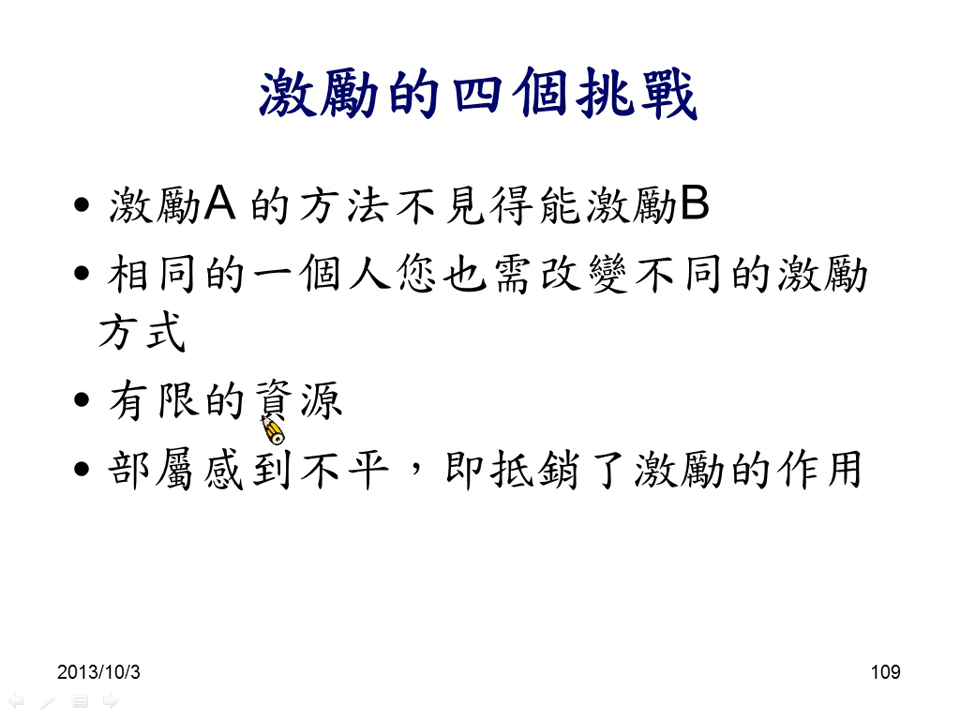 激勵的四個挑戰
• 激勵A 的方法不見得能激勵B
• 相同的一個人您也需改變不同的激勵
方式
• 有限的資源
• 部屬感到不平，即抵銷了激勵的作用
2013/10/3
109